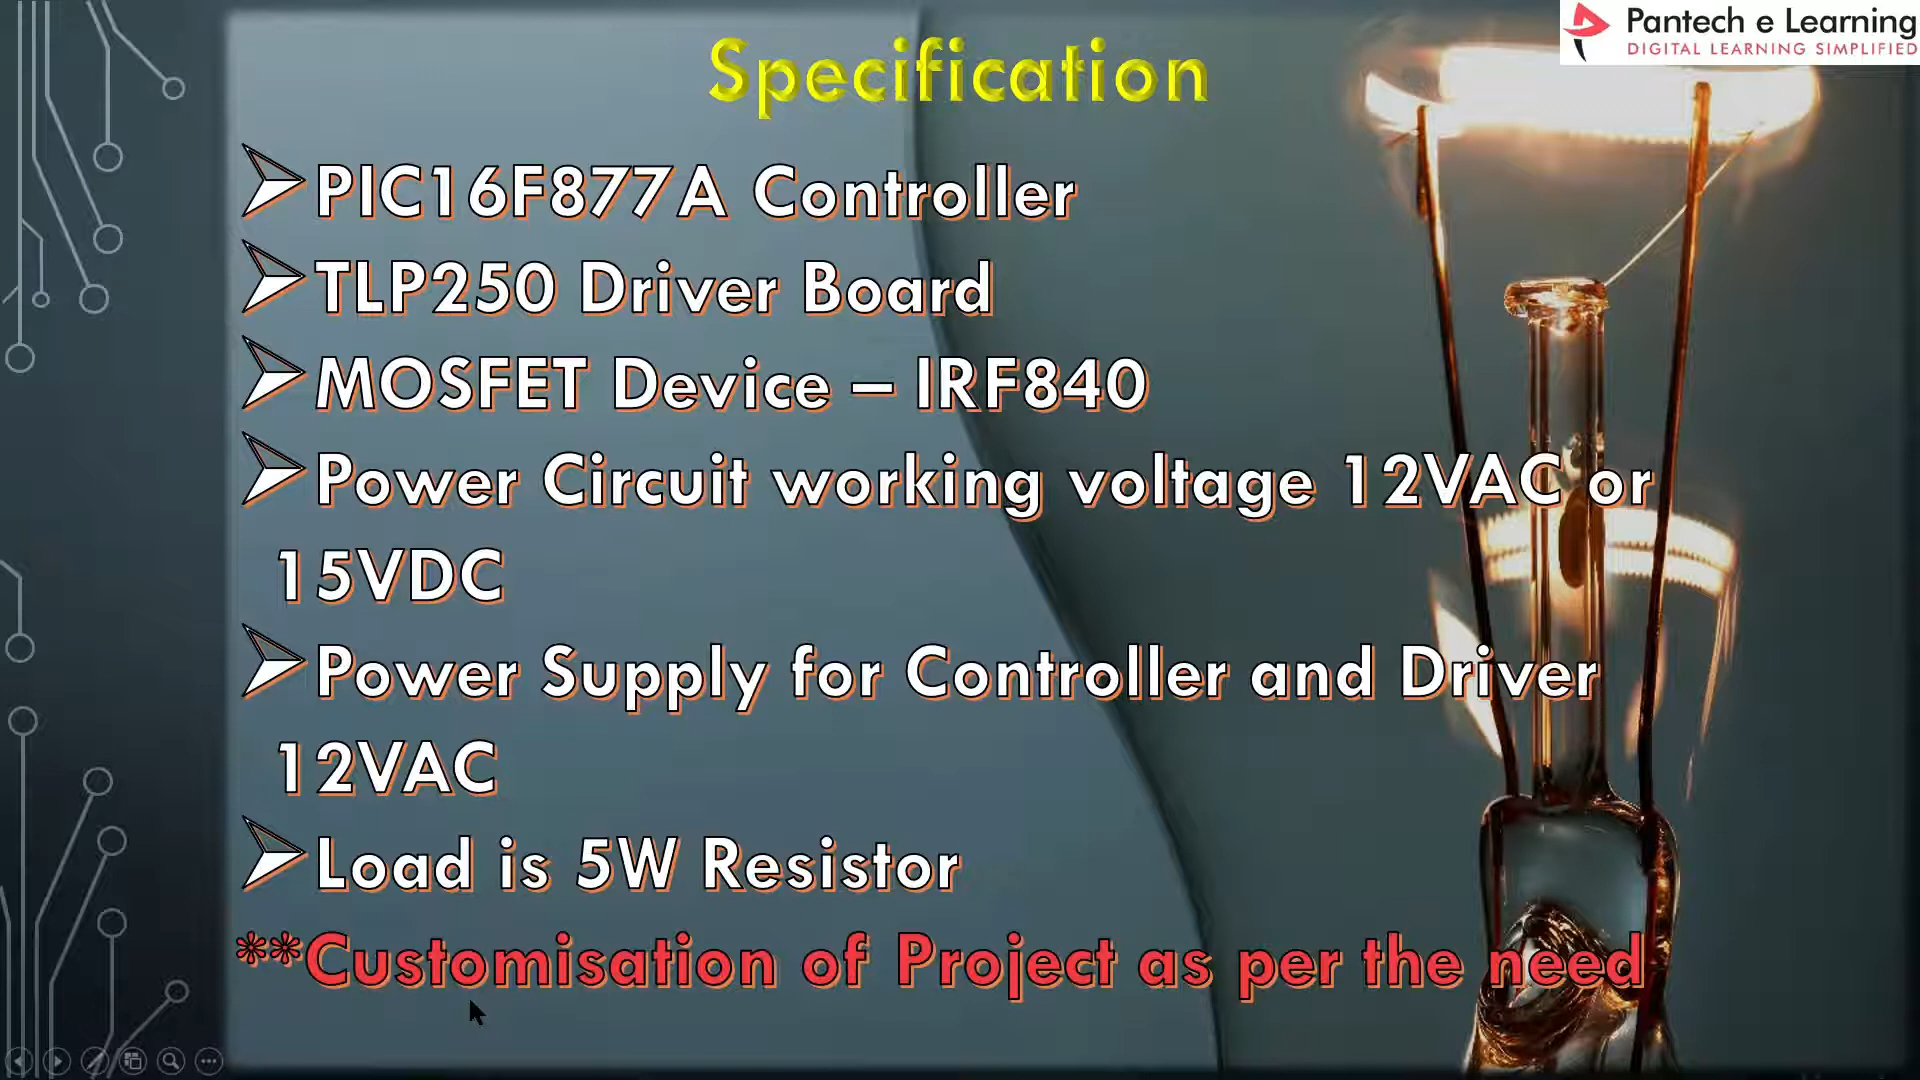 Pantech e Learning
DIGITAL LEARNING SIMPLIFIED
Specification
PIC16F877A Controller
TLP250 Driver Board
MOSFET Device – IRF840
Power Circuit working voltage 12VAC or
15VDC
Power Supply for Controller and Driver
12VAC
Load is 5W Resistor
**Customisation of Project as per the need